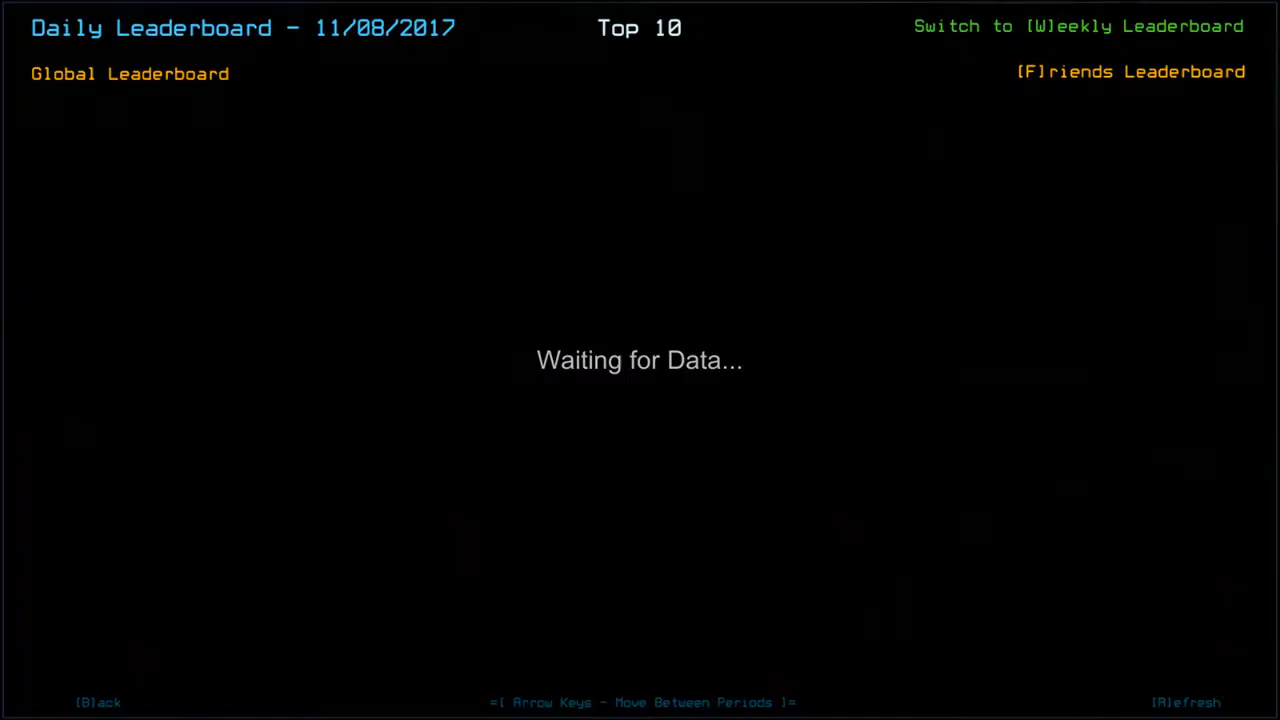 Daily Leaderboard - 11/08/2017 Top 10 Switch to [W]eekly Leaderboard
Global Leaderboard [F]riends Leaderboard
Waiting for Data...
[B]ack =[ Arrow Keys - Move Between Periods ]= [R]efresh